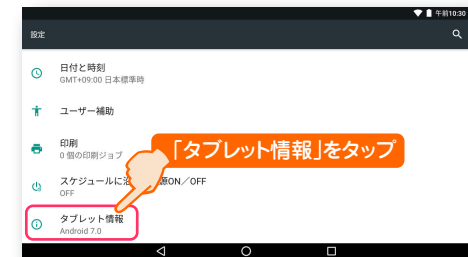 午前10:30
設定
日付と時刻
GMT+09:00 日本標準時
ユーザー補助
印刷
0 個の印刷ジョブ
「タブレット情報」をタップ
スケジュールに沿 源ON／OFF
OFF
タブレット情報
Android 7.0